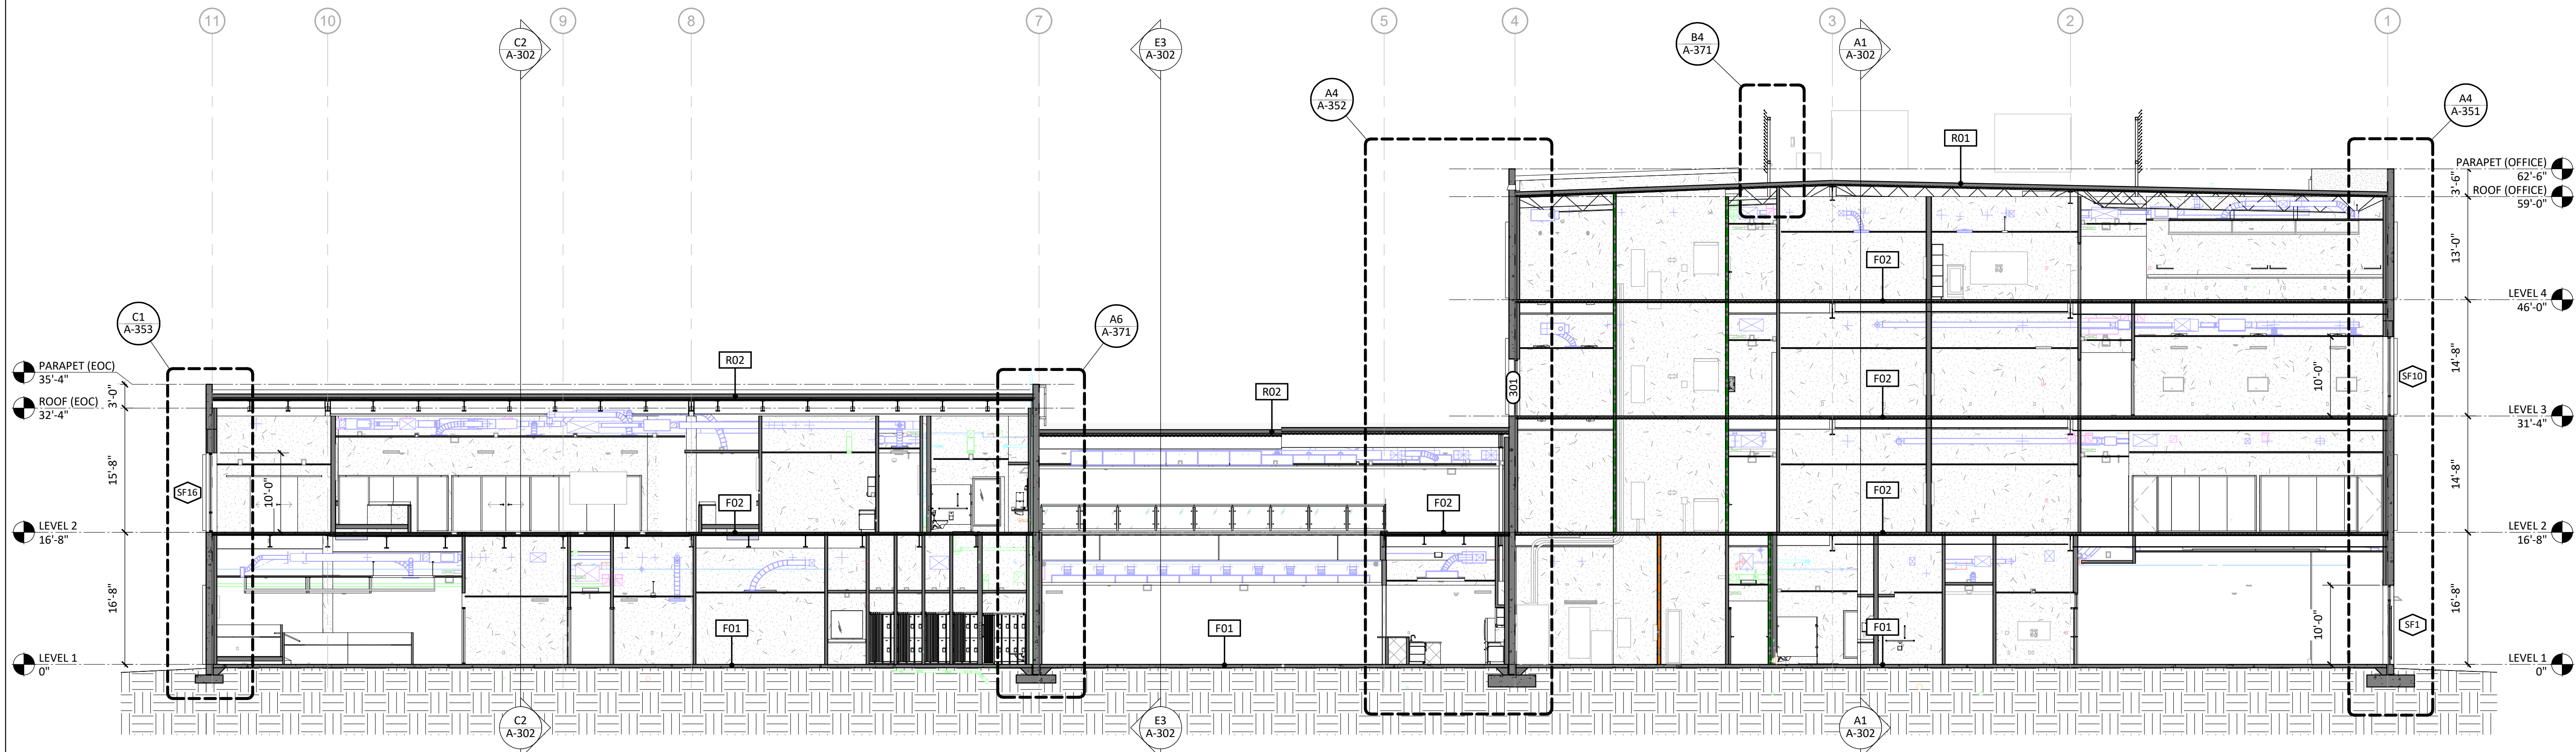 11
10
9
8
7
5
4
3
2
1
C2
A-302
E3
A-302
B4
A-371
A1
A-302
A4
A-352
A4
A-351
R01
PARAPET (OFFICE)
62'-6"
3'-6"
ROOF (OFFICE)
59'-0"
13'-0"
F02
LEVEL 4
46'-0"
C1
A-353
A6
A-371
R02
PARAPET (EOC)
35'-4"
3'-0"
ROOF (EOC)
32'-4"
R02
301
F02
10'-0"
SF10
14'-8"
LEVEL 3
31'-4"
15'-8"
SF16
10'-0"
F02
F02
F02
14'-8"
LEVEL 2
16'-8"
LEVEL 2
16'-8"
16'-8"
F01
F01
F01
10'-0"
SF1
16'-8"
LEVEL 1
0"
LEVEL 1
0"
C2
A-302
E3
A-302
A1
A-302